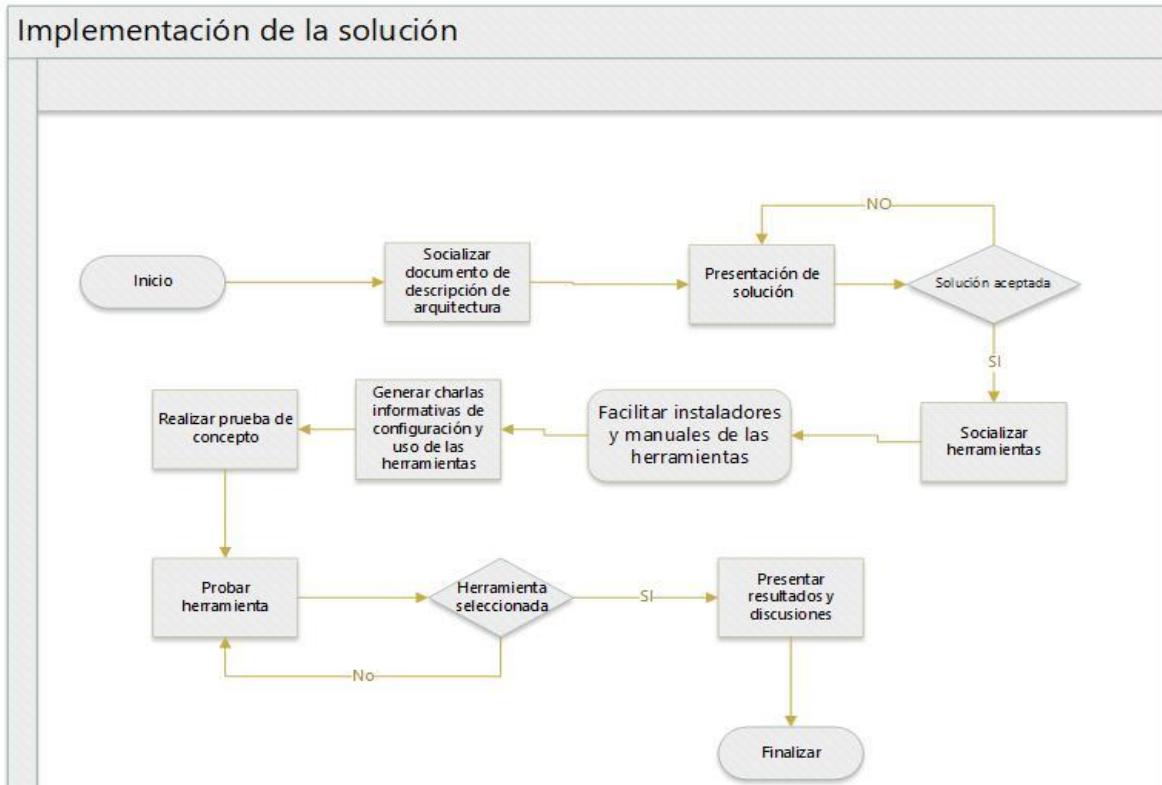 Implementación de la solución
NO
Inicio
Socializar
documento de
descripción de
arquitectura
Presentación de
solución
Solución aceptada
SI
Realizar prueba de
concepto
Generar charlas
informativas de
configuración y
uso de las
herramientas
Facilitar instaladores
y manuales de las
herramientas
Socializar
herramientas
Probar
herramienta
Herramienta
seleccionada
SI
Presentar
resultados y
discusiones
No
Finalizar